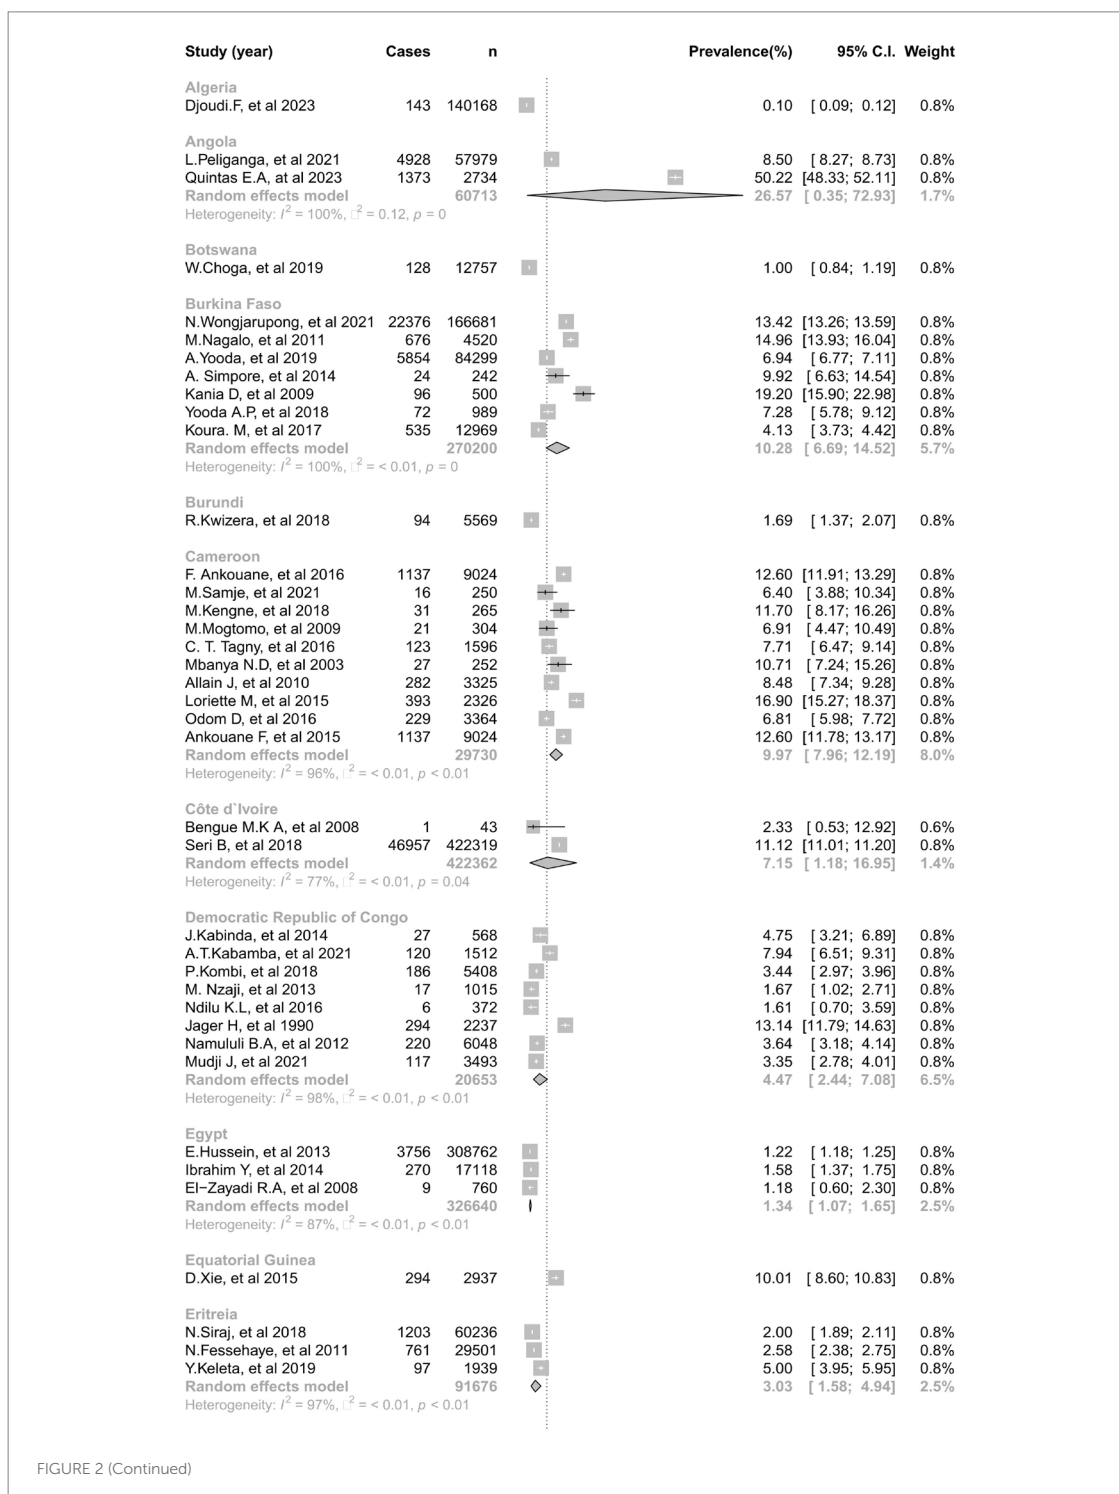 Study (year) Cases n Prevalence(%) 95% C.I. Weight
Algeria
Djoudi.F, et al 2023 143 140168 0.10 [ 0.09; 0.12] 0.8%
Angola
L.Peliganga, et al 2021 4928 57979 8.50 [ 8.27; 8.73] 0.8%
Quintas E.A, at al 2023 1373 2734 50.22 [48.33; 52.11] 0.8%
Random effects model 60713 26.57 [ 0.35; 72.93] 1.7%
Heterogeneity: I² = 100%, □² = 0.12, p = 0
Botswana
W.Choga, et al 2019 128 12757 1.00 [ 0.84; 1.19] 0.8%
Burkina Faso
N.Wongjarupong, et al 2021 22376 166681 13.42 [13.26; 13.59] 0.8%
M.Nagalo, et al 2011 676 4520 14.96 [13.93; 16.04] 0.8%
A.Yooda, et al 2019 5854 84299 6.94 [ 6.77; 7.11] 0.8%
A. Simpore, et al 2014 24 242 9.92 [ 6.63; 14.54] 0.8%
Kania D, et al 2009 96 500 19.20 [15.90; 22.98] 0.8%
Yooda A.P, et al 2018 72 989 7.28 [ 5.78; 9.12] 0.8%
Koura. M, et al 2017 535 12969 4.13 [ 3.73; 4.42] 0.8%
Random effects model 270200 10.28 [ 6.69; 14.52] 5.7%
Heterogeneity: I² = 100%, □² = < 0.01, p = 0
Burundi
R.Kwizera, et al 2018 94 5569 1.69 [ 1.37; 2.07] 0.8%
Cameroon
F. Ankouane, et al 2016 1137 9024 12.60 [11.91; 13.29] 0.8%
M.Samje, et al 2021 16 250 6.40 [ 3.88; 10.34] 0.8%
M.Kengne, et al 2018 31 265 11.70 [ 8.17; 16.26] 0.8%
M.Mogtomo, et al 2009 21 304 6.91 [ 4.47; 10.49] 0.8%
C. T. Tagny, et al 2016 123 1596 7.71 [ 6.47; 9.14] 0.8%
Mbanya N.D, et al 2003 27 252 10.71 [ 7.24; 15.26] 0.8%
Allain J, et al 2010 282 3325 8.48 [ 7.34; 9.28] 0.8%
Loriette M, et al 2015 393 2326 16.90 [15.27; 18.37] 0.8%
Odom D, et al 2016 229 3364 6.81 [ 5.98; 7.72] 0.8%
Ankouane F, et al 2015 1137 9024 12.60 [11.78; 13.17] 0.8%
Random effects model 29730 9.97 [ 7.96; 12.19] 8.0%
Heterogeneity: I² = 96%, □² = < 0.01, p < 0.01
Côte d`Ivoire
Bengue M.K A, et al 2008 1 43 2.33 [ 0.53; 12.92] 0.6%
Seri B, et al 2018 46957 422319 11.12 [11.01; 11.20] 0.8%
Random effects model 422362 7.15 [ 1.18; 16.95] 1.4%
Heterogeneity: I² = 77%, □² = < 0.01, p = 0.04
Democratic Republic of Congo
J.Kabinda, et al 2014 27 568 4.75 [ 3.21; 6.89] 0.8%
A.T.Kabamba, et al 2021 120 1512 7.94 [ 6.51; 9.31] 0.8%
P.Kombi, et al 2018 186 5408 3.44 [ 2.97; 3.96] 0.8%
M. Nzaji, et al 2013 17 1015 1.67 [ 1.02; 2.71] 0.8%
Ndilu K.L, et al 2016 6 372 1.61 [ 0.70; 3.59] 0.8%
Jager H, et al 1990 294 2237 13.14 [11.79; 14.63] 0.8%
Namululi B.A, et al 2012 220 6048 3.64 [ 3.18; 4.14] 0.8%
Mudji J, et al 2021 117 3493 3.35 [ 2.78; 4.01] 0.8%
Random effects model 20653 4.47 [ 2.44; 7.08] 6.5%
Heterogeneity: I² = 98%, □² = < 0.01, p < 0.01
Egypt
E.Hussein, et al 2013 3756 308762 1.22 [ 1.18; 1.25] 0.8%
Ibrahim Y, et al 2014 270 17118 1.58 [ 1.37; 1.75] 0.8%
El−Zayadi R.A, et al 2008 9 760 1.18 [ 0.60; 2.30] 0.8%
Random effects model 326640 1.34 [ 1.07; 1.65] 2.5%
Heterogeneity: I² = 87%, □² = < 0.01, p < 0.01
Equatorial Guinea
D.Xie, et al 2015 294 2937 10.01 [ 8.60; 10.83] 0.8%
Eritreia
N.Siraj, et al 2018 1203 60236 2.00 [ 1.89; 2.11] 0.8%
N.Fessehaye, et al 2011 761 29501 2.58 [ 2.38; 2.75] 0.8%
Y.Keleta, et al 2019 97 1939 5.00 [ 3.95; 5.95] 0.8%
Random effects model 91676 3.03 [ 1.58; 4.94] 2.5%
Heterogeneity: I² = 97%, □² = < 0.01, p < 0.01
FIGURE 2 (Continued)